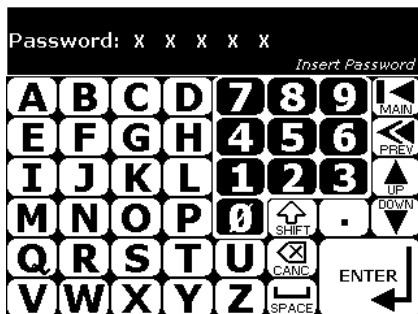 Password: X X X X X
Insert Password
A B C D 7 8 9 MAIN
E F G H 4 5 6 PREV
I J K L 1 2 3 UP
M N O P 0 SHIFT . DOWN
Q R S T U CANC ENTER
V W X Y Z SPACE